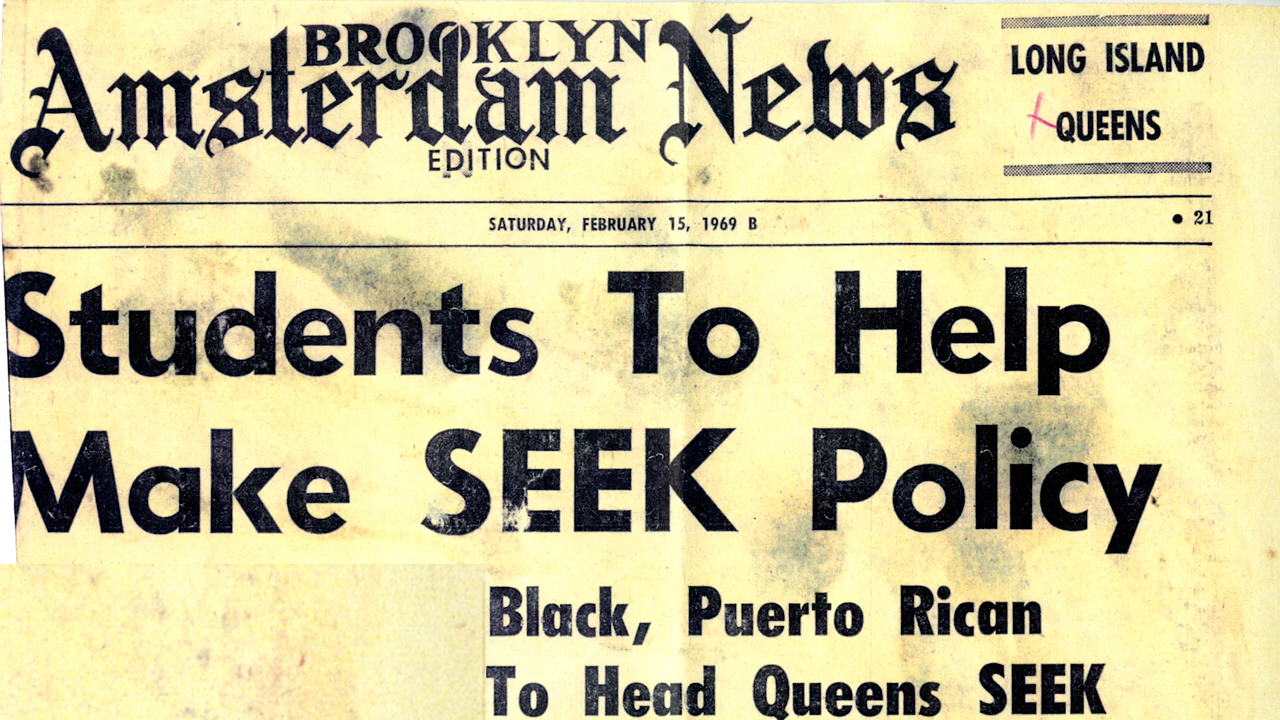 BROOKLYN
Amsterdam News
EDITION
LONG ISLAND
QUEENS
SATURDAY, FEBRUARY 15, 1969 B
• 21
Students To Help
Make SEEK Policy
Black, Puerto Rican
To Head Queens SEEK